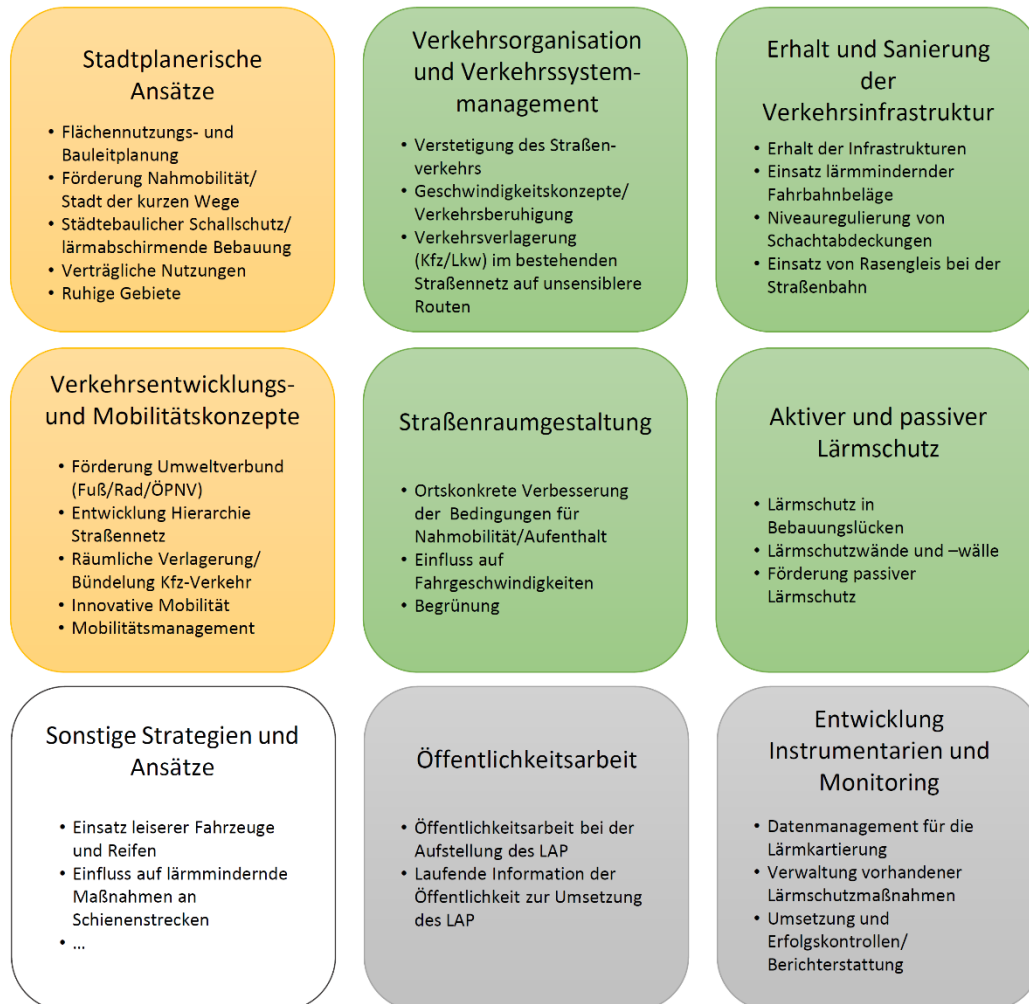 Stadtplanerische
Ansätze
• Flächennutzungs- und
Bauleitplanung
• Förderung Nahmobilität/
Stadt der kurzen Wege
• Städtebaulicher Schallschutz/
lärmabschirmende Bebauung
• Verträgliche Nutzungen
• Ruhige Gebiete
Verkehrsorganisation
und Verkehrssystem-
management
• Verstetigung des Straßen-
verkehrs
• Geschwindigkeitskonzepte/
Verkehrsberuhigung
• Verkehrsverlagerung
(Kfz/Lkw) im bestehenden
Straßennetz auf unsensiblere
Routen
Erhalt und Sanierung
der
Verkehrsinfrastruktur
• Erhalt der Infrastrukturen
• Einsatz lärmmindernder
Fahrbahnbeläge
• Niveauregulierung von
Schachtabdeckungen
• Einsatz von Rasengleis bei der
Straßenbahn
Verkehrsentwicklungs-
und Mobilitätskonzepte
• Förderung Umweltverbund
(Fuß/Rad/ÖPNV)
• Entwicklung Hierarchie
Straßennetz
• Räumliche Verlagerung/
Bündelung Kfz-Verkehr
• Innovative Mobilität
• Mobilitätsmanagement
Straßenraumgestaltung
• Ortskonkrete Verbesserung
der Bedingungen für
Nahmobilität/Aufenthalt
• Einfluss auf
Fahrgeschwindigkeiten
• Begrünung
Aktiver und passiver
Lärmschutz
• Lärmschutz in
Bebauungslücken
• Lärmschutzwände und –wälle
• Förderung passiver
Lärmschutz
Sonstige Strategien und
Ansätze
• Einsatz leiserer Fahrzeuge
und Reifen
• Einfluss auf lärmmindernde
Maßnahmen an
Schienenstrecken
• ...
Öffentlichkeitsarbeit
• Öffentlichkeitsarbeit bei der
Aufstellung des LAP
• Laufende Information der
Öffentlichkeit zur Umsetzung
des LAP
Entwicklung
Instrumentarien und
Monitoring
• Datenmanagement für die
Lärmkartierung
• Verwaltung vorhandener
Lärmschutzmaßnahmen
• Umsetzung und
Erfolgskontrollen/
Berichterstattung